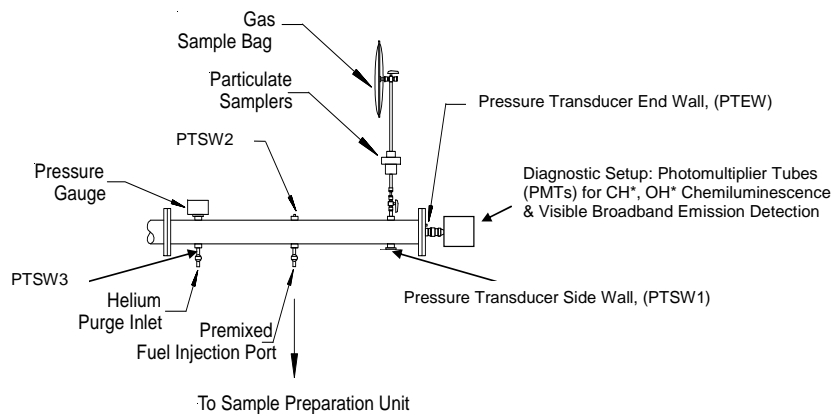 Gas
Sample Bag
Particulate
Samplers
Pressure Transducer End Wall, (PTEW)
PTSW2
Pressure
Gauge
Diagnostic Setup: Photomultiplier Tubes
(PMTs) for CH*, OH* Chemiluminescence
& Visible Broadband Emission Detection
PTSW3
Helium
Purge Inlet
Premixed
Fuel Injection Port
Pressure Transducer Side Wall, (PTSW1)
To Sample Preparation Unit